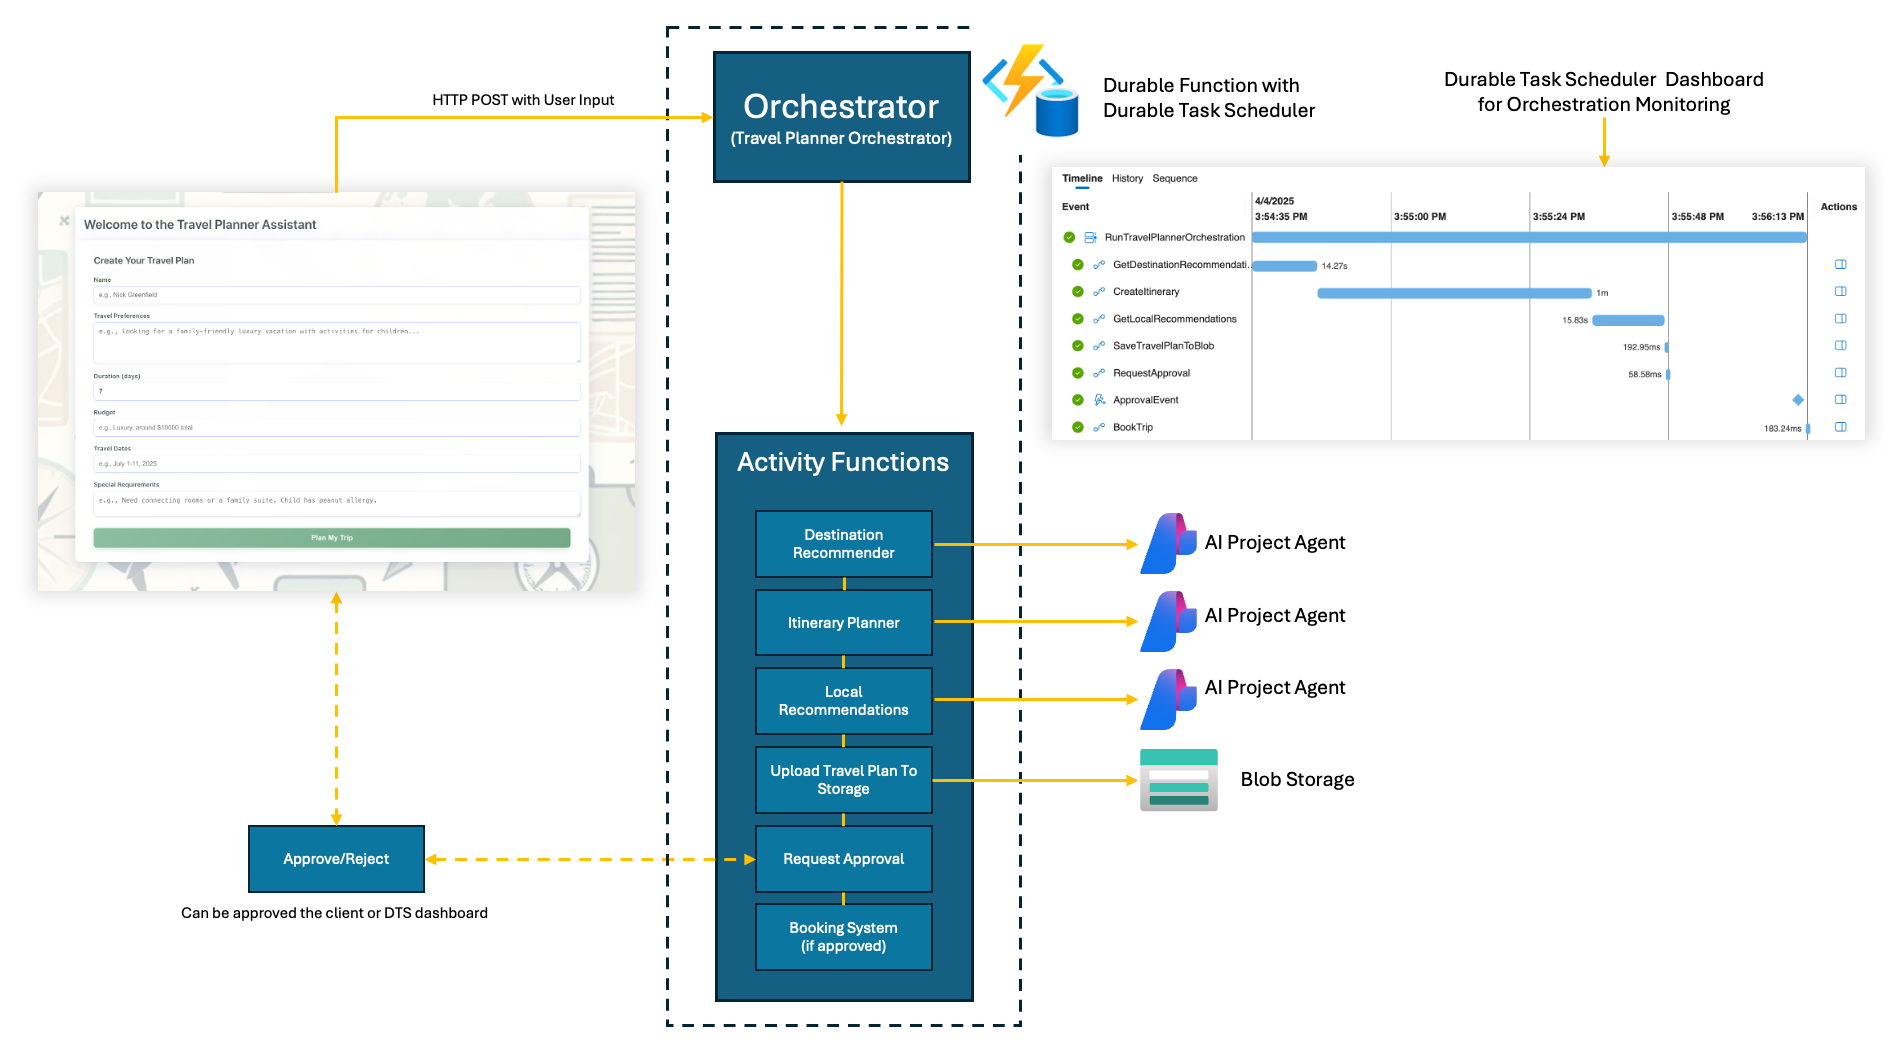 HTTP POST with User Input
Orchestrator
(Travel Planner Orchestrator)
Durable Function with
Durable Task Scheduler
Durable Task Scheduler Dashboard
for Orchestration Monitoring
Welcome to the Travel Planner Assistant
Create Your Travel Plan
Name
e.g., Nick Greenfield
Travel Preferences
e.g., Looking for a family-friendly luxury vacation with activities for children...
Duration (days)
7
Budget
e.g., Luxury, around $10000 total
Travel Dates
e.g., July 1-11, 2025
Special Requirements
e.g., Need connecting rooms or a family suite. Child has peanut allergy.
Plan My Trip
Timeline History Sequence
Event
4/4/2025
3:54:35 PM 3:55:00 PM 3:55:24 PM 3:55:48 PM 3:56:13 PM
Actions
RunTravelPlannerOrchestration
GetDestinationRecommendati... 14.27s
CreateItinerary 1m
GetLocalRecommendations 15.83s
SaveTravelPlanToBlob 192.95ms
RequestApproval 58.58ms
ApprovalEvent
BookTrip 183.24ms
Activity Functions
Destination
Recommender
AI Project Agent
Itinerary Planner
AI Project Agent
Local
Recommendations
AI Project Agent
Upload Travel Plan To
Storage
Blob Storage
Request Approval
Approve/Reject
Can be approved the client or DTS dashboard
Booking System
(if approved)